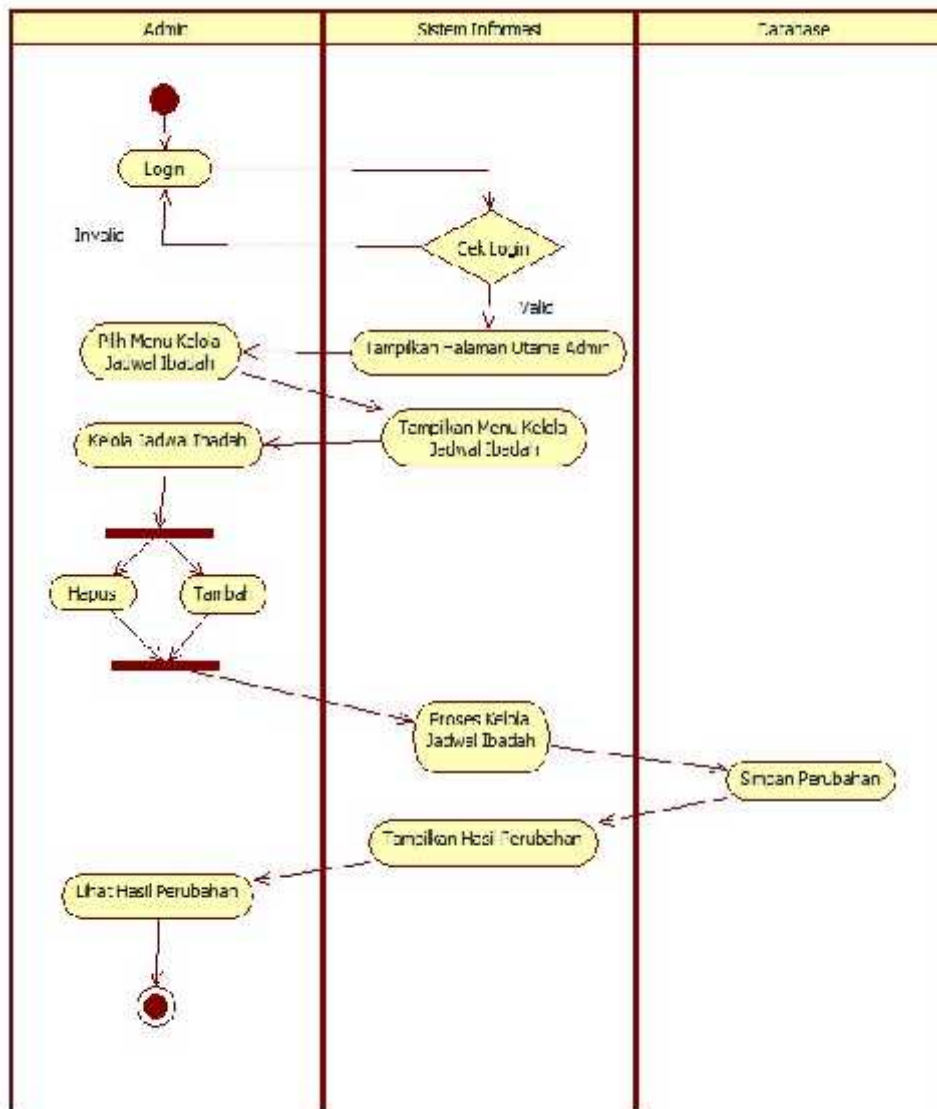 Admin
Sistem Informasi
Database
Login
Invalid
Cek Login
Valid
Pilih Menu Kelola
Jadwal Ibadah
Tampilkan Halaman Utama Admin
Tampilkan Menu Kelola
Jadwal Ibadah
Kelola Jadwal Ibadah
Hapus
Tambah
Proses Kelola
Jadwal Ibadah
Simpan Perubahan
Tampilkan Hasil Perubahan
Lihat Hasil Perubahan